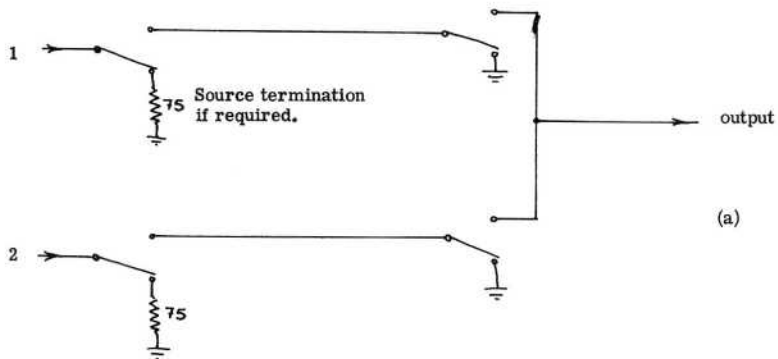 1
75 Source termination
if required.
output
(a)
2
75